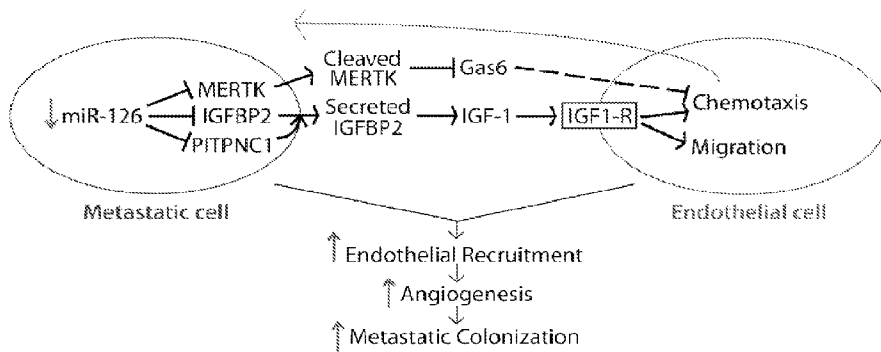 Cleaved
MERTK
Gas6
MERTK
miR-126
IGFBP2
Secreted
IGFBP2
IGF-1
IGF1-R
Chemotaxis
PITPNC1
Migration
Metastatic cell
Endothelial cell
Endothelial Recruitment
Angiogenesis
Metastatic Colonization